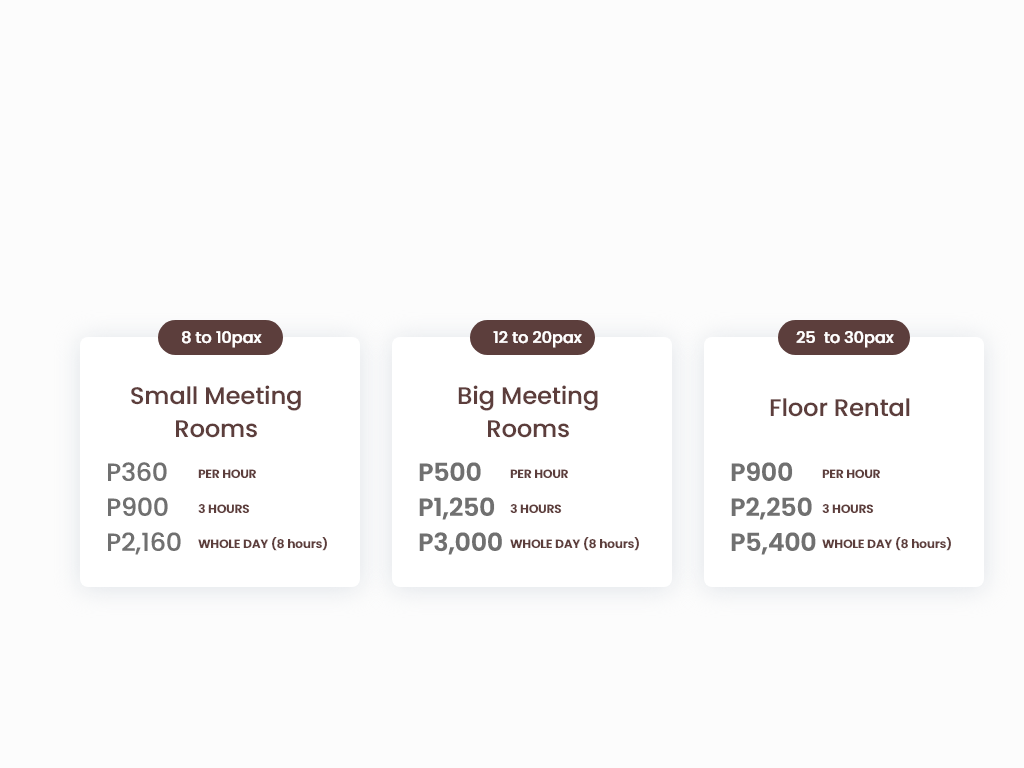 8 to 10pax
Small Meeting
Rooms
P360 PER HOUR
P900 3 HOURS
P2,160 WHOLE DAY (8 hours)
12 to 20pax
Big Meeting
Rooms
P500 PER HOUR
P1,250 3 HOURS
P3,000 WHOLE DAY (8 hours)
25 to 30pax
Floor Rental
P900 PER HOUR
P2,250 3 HOURS
P5,400 WHOLE DAY (8 hours)